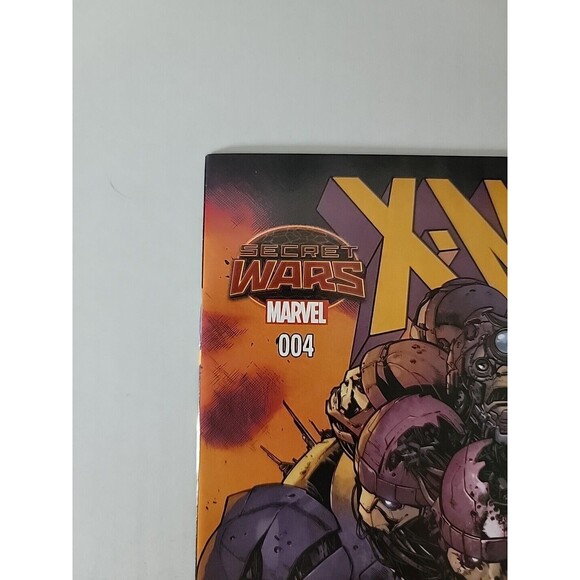 X-M
SECRET
WARS
MARVEL
004